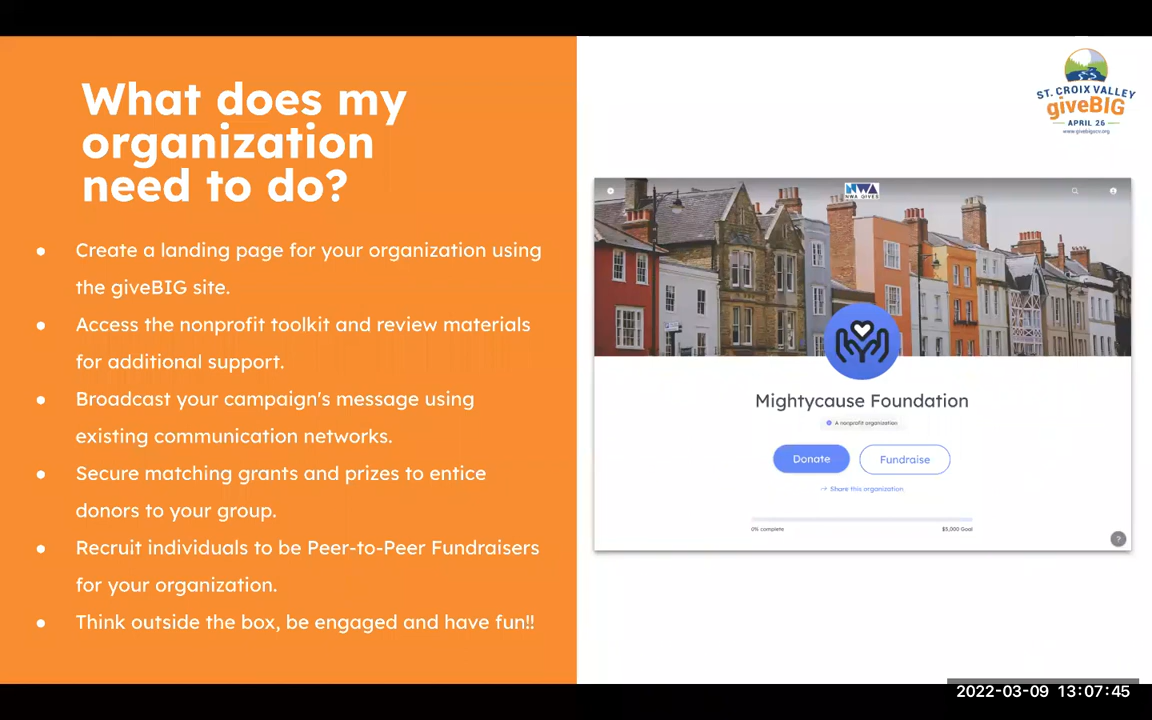 What does my
organization
need to do?
● Create a landing page for your organization using
the giveBIG site.
● Access the nonprofit toolkit and review materials
for additional support.
● Broadcast your campaign's message using
existing communication networks.
● Secure matching grants and prizes to entice
donors to your group.
● Recruit individuals to be Peer-to-Peer Fundraisers
for your organization.
● Think outside the box, be engaged and have fun!!
ST. CROIX VALLEY
giveBIG
APRIL 26
www.givebigscv.org
NWA
NWA GIVES
Mightycause Foundation
A nonprofit organization
Donate
Fundraise
→ Share this organization
0% complete
$5,000 Goal
?
2022-03-09 13:07:45